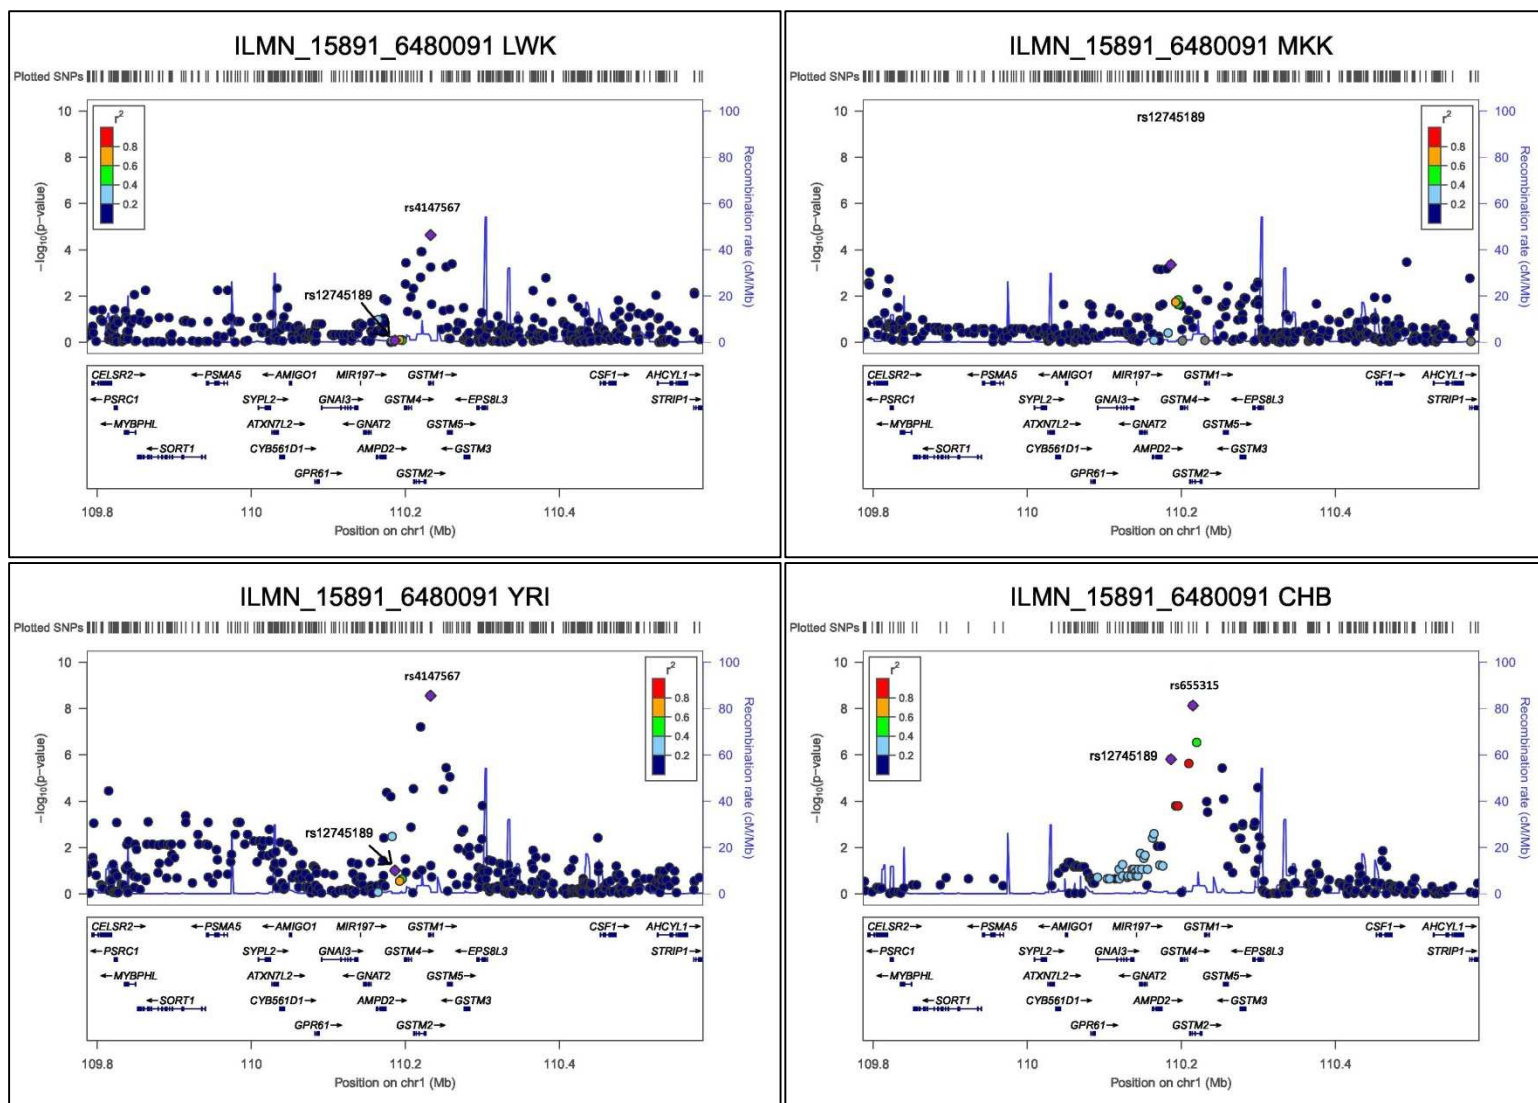 ILMN_15891_6480091 LWK
Plotted SNPs
10
8
6
4
2
0
−log10(p−value)
r2
0.8
0.6
0.4
0.2
rs4147567
rs12745189
100
80
60
40
20
0
Recombination rate (cM/Mb)
CELSR2→ ←PSMA5 ←AMIGO1 MIR197 GSTM1→ CSF1→ AHCYL1→
←PSRC1 SYPL2→ GNAI3→ GSTM4→ ←EPS8L3 STRIP1→
←MYBPHL ATXN7L2→ ←GNAT2 GSTM5→
←SORT1 CYB561D1→ AMPD2→ ←GSTM3
GPR61→ GSTM2→
109.8 110 110.2 110.4
Position on chr1 (Mb)
ILMN_15891_6480091 MKK
Plotted SNPs
10
8
6
4
2
0
−log10(p−value)
rs12745189
r2
0.8
0.6
0.4
0.2
100
80
60
40
20
0
Recombination rate (cM/Mb)
CELSR2→ ←PSMA5 ←AMIGO1 MIR197 GSTM1→ CSF1→ AHCYL1→
←PSRC1 SYPL2→ GNAI3→ GSTM4→ ←EPS8L3 STRIP1→
←MYBPHL ATXN7L2→ ←GNAT2 GSTM5→
←SORT1 CYB561D1→ AMPD2→ ←GSTM3
GPR61→ GSTM2→
109.8 110 110.2 110.4
Position on chr1 (Mb)
ILMN_15891_6480091 YRI
Plotted SNPs
10
8
6
4
2
0
−log10(p−value)
rs4147567
rs12745189
r2
0.8
0.6
0.4
0.2
100
80
60
40
20
0
Recombination rate (cM/Mb)
CELSR2→ ←PSMA5 ←AMIGO1 MIR197 GSTM1→ CSF1→ AHCYL1→
←PSRC1 SYPL2→ GNAI3→ GSTM4→ ←EPS8L3 STRIP1→
←MYBPHL ATXN7L2→ ←GNAT2 GSTM5→
←SORT1 CYB561D1→ AMPD2→ ←GSTM3
GPR61→ GSTM2→
109.8 110 110.2 110.4
Position on chr1 (Mb)
ILMN_15891_6480091 CHB
Plotted SNPs
10
8
6
4
2
0
−log10(p−value)
r2
0.8
0.6
0.4
0.2
rs655315
rs12745189
100
80
60
40
20
0
Recombination rate (cM/Mb)
CELSR2→ ←PSMA5 ←AMIGO1 MIR197 GSTM1→ CSF1→ AHCYL1→
←PSRC1 SYPL2→ GNAI3→ GSTM4→ ←EPS8L3 STRIP1→
←MYBPHL ATXN7L2→ ←GNAT2 GSTM5→
←SORT1 CYB561D1→ AMPD2→ ←GSTM3
GPR61→ GSTM2→
109.8 110 110.2 110.4
Position on chr1 (Mb)